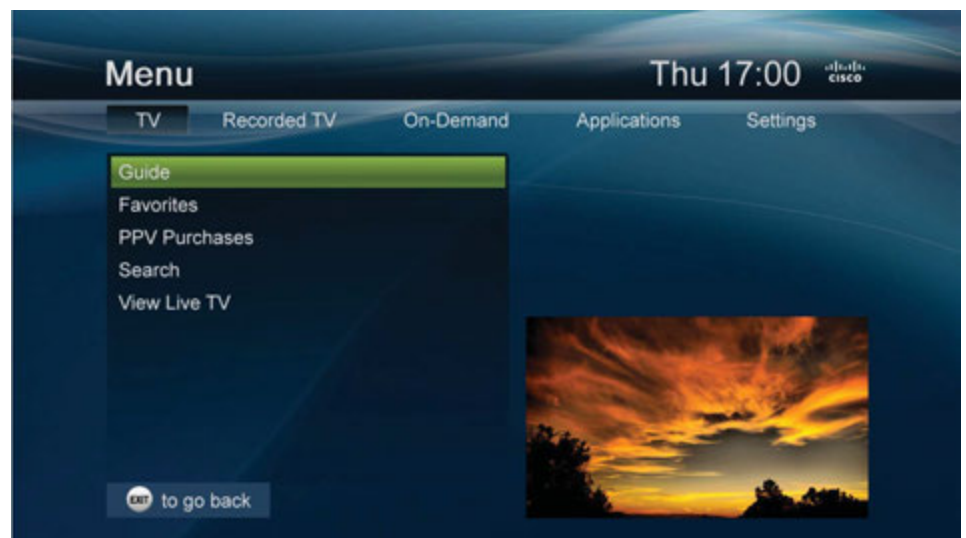 Menu
Thu 17:00
cisco
TV
Recorded TV
On-Demand
Applications
Settings
Guide
Favorites
PPV Purchases
Search
View Live TV
EXIT to go back